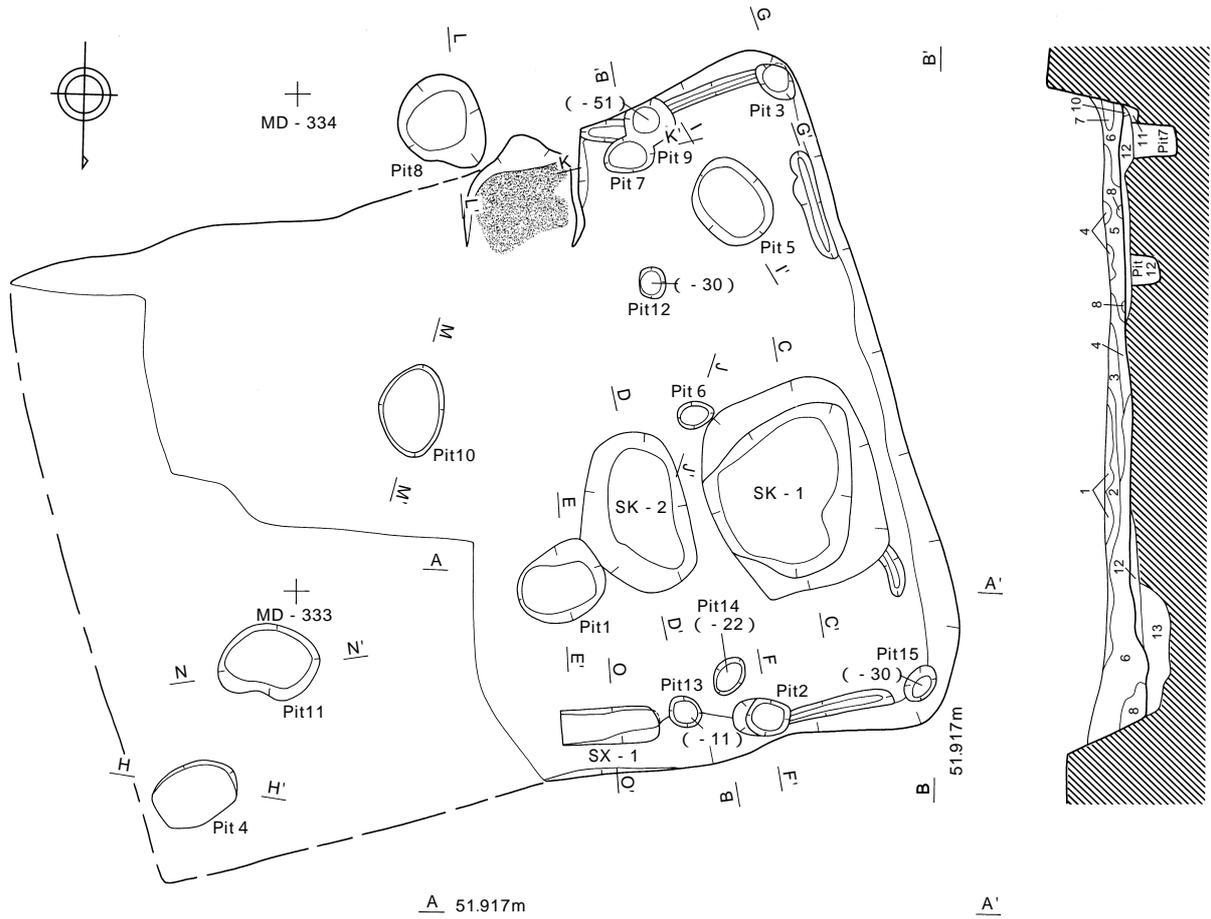 G
L
B'
B'
( - 51)
MD - 334
Pit 3
K' I
G'
Pit8
K
Pit 9
Pit 7
L'
Pit 5
I'
( - 30 )
Pit12
M
C
J
D
Pit 6
Pit10
J'
M'
E
SK - 2
SK - 1
A
A'
MD - 333
Pit14
( - 22)
Pit1
D'
C'
N
N'
E'
O
F
Pit15
( - 30)
Pit13
Pit2
Pit11
( - 11)
SX - 1
H
H'
O'
B
F'
B
51.917m
Pit 4
A 51.917m
A'
10
7
6
11
12
Pit7
8
4
5
Pit
12
8
4
3
1
2
12
13
6
8